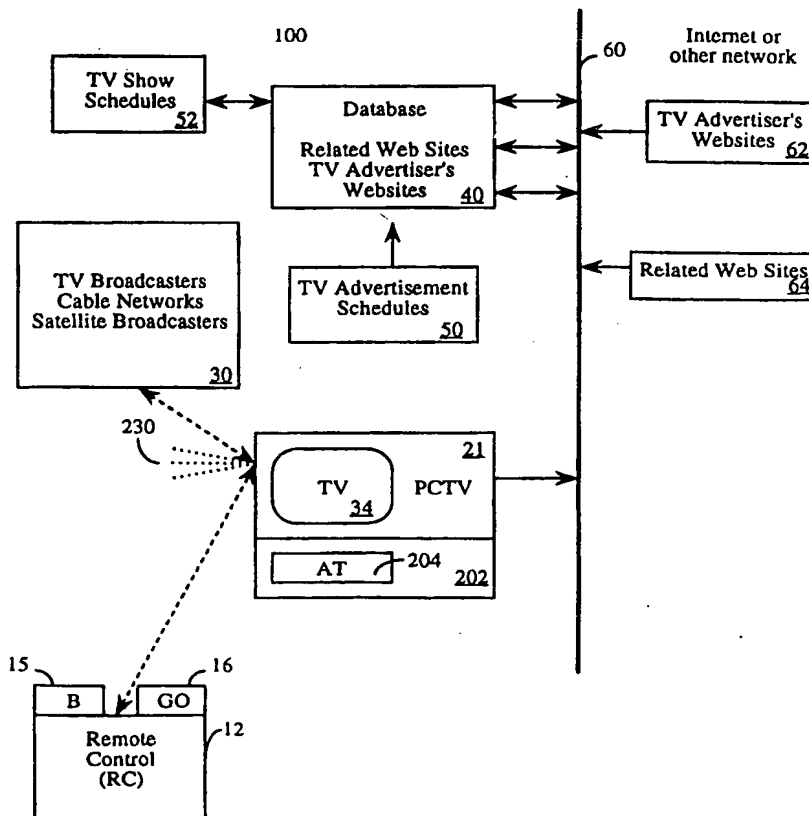 100
60
Internet or
other network
TV Show
Schedules
52
Database
Related Web Sites
TV Advertiser's
Websites
40
TV Advertiser's
Websites
62
TV Broadcasters
Cable Networks
Satellite Broadcasters
30
TV Advertisement
Schedules
50
Related Web Sites
64
230
21
TV
34
PCTV
AT
204
202
15
16
B
GO
12
Remote
Control
(RC)